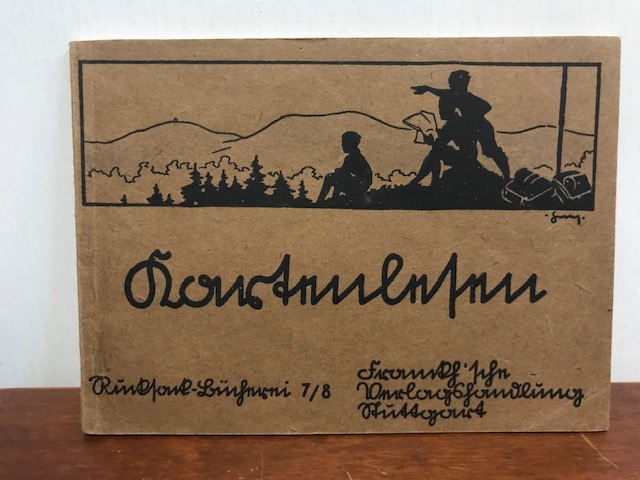 Kartenlesen
Rucksack-Bücherei 7/8
Franckh'sche
Verlagshandlung
Stuttgart